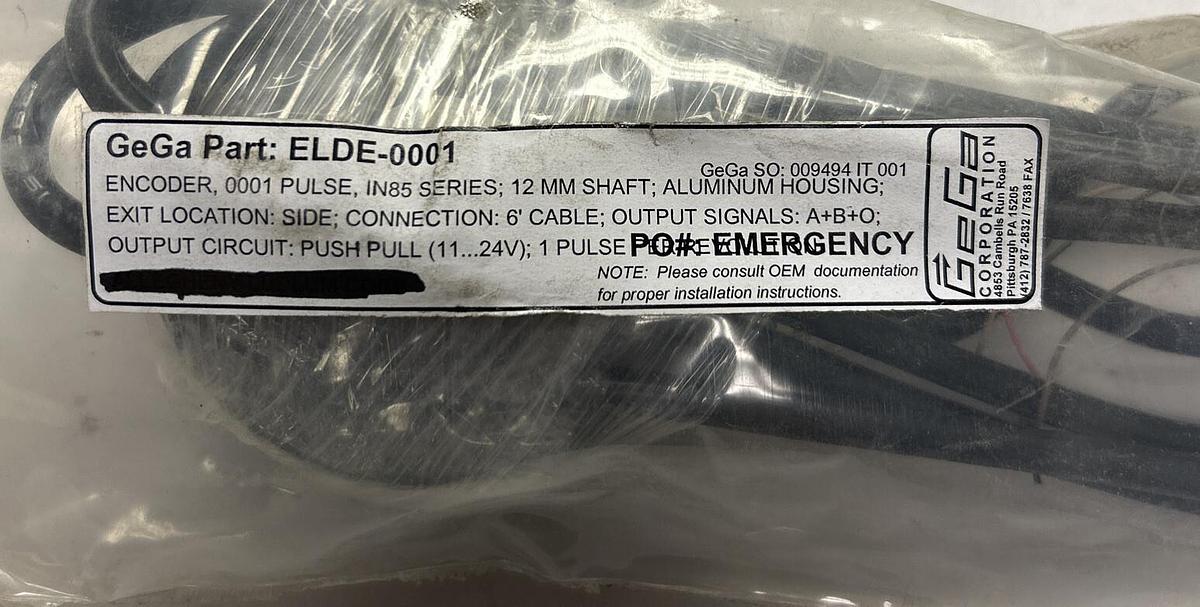 GeGa Part: ELDE-0001
GeGa SO: 009494 IT 001
ENCODER, 0001 PULSE, IN85 SERIES; 12 MM SHAFT; ALUMINUM HOUSING;
EXIT LOCATION: SIDE; CONNECTION: 6' CABLE; OUTPUT SIGNALS: A+B+O;
OUTPUT CIRCUIT: PUSH PULL (11...24V); 1 PULSE
PO#: EMERGENCY
NOTE: Please consult OEM documentation
for proper installation instructions.
GeGa
CORPORATION
4853 Cambells Run Road
Pittsburgh PA 15205
(412) 787-2832 / 7638 FAX